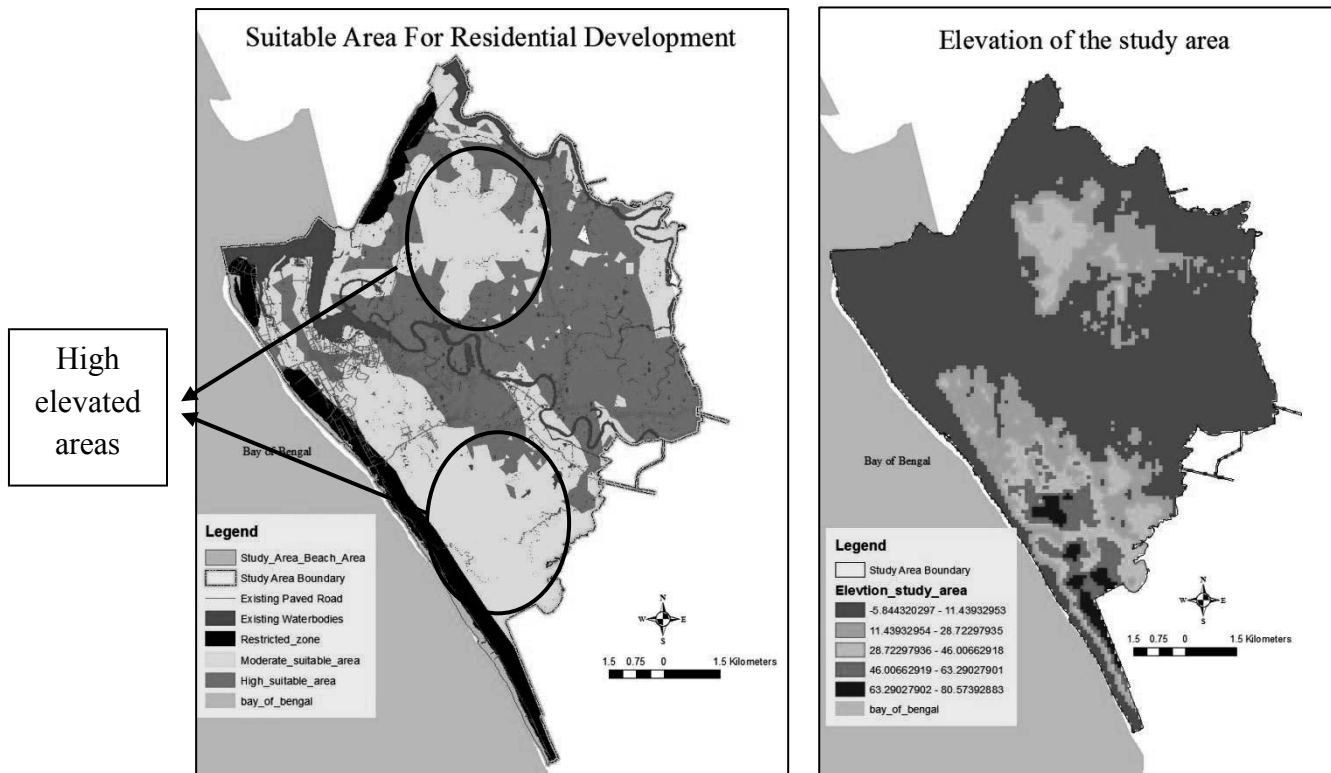 High
elevated
areas
Suitable Area For Residential Development
Bay of Bengal
Legend
Study_Area_Beach_Area
Study Area Boundary
Existing Paved Road
Existing Waterbodies
Restricted_zone
Moderate_suitable_area
High_suitable_area
bay_of_bengal
N
W E
S
1.5 0.75 0 1.5 Kilometers
Elevation of the study area
Bay of Bengal
Legend
Study Area Boundary
Elevtion_study_area
-5.844320297 - 11.43932953
11.43932954 - 28.72297935
28.72297936 - 46.00662918
46.00662919 - 63.29027901
63.29027902 - 80.57392883
bay_of_bengal
N
W E
S
1.5 0.75 0 1.5 Kilometers